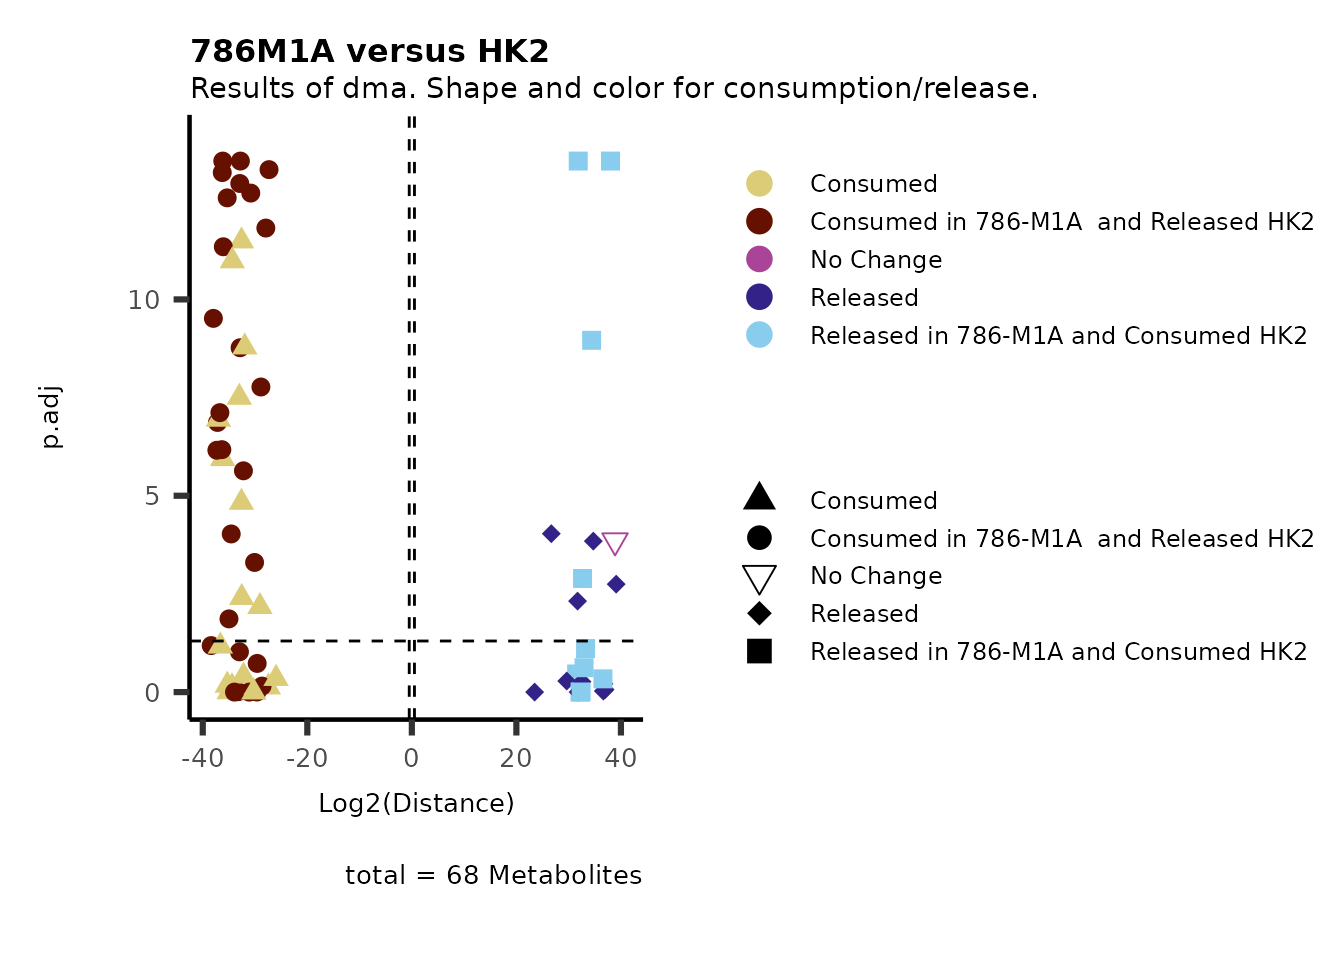 786M1A versus HK2
Results of dma. Shape and color for consumption/release.
Consumed
Consumed in 786-M1A  and Released HK2
No Change
Released
Released in 786-M1A and Consumed HK2
10
5
0
p.adj
Consumed
Consumed in 786-M1A  and Released HK2
No Change
Released
Released in 786-M1A and Consumed HK2
-40 -20 0 20 40
Log2(Distance)
total = 68 Metabolites